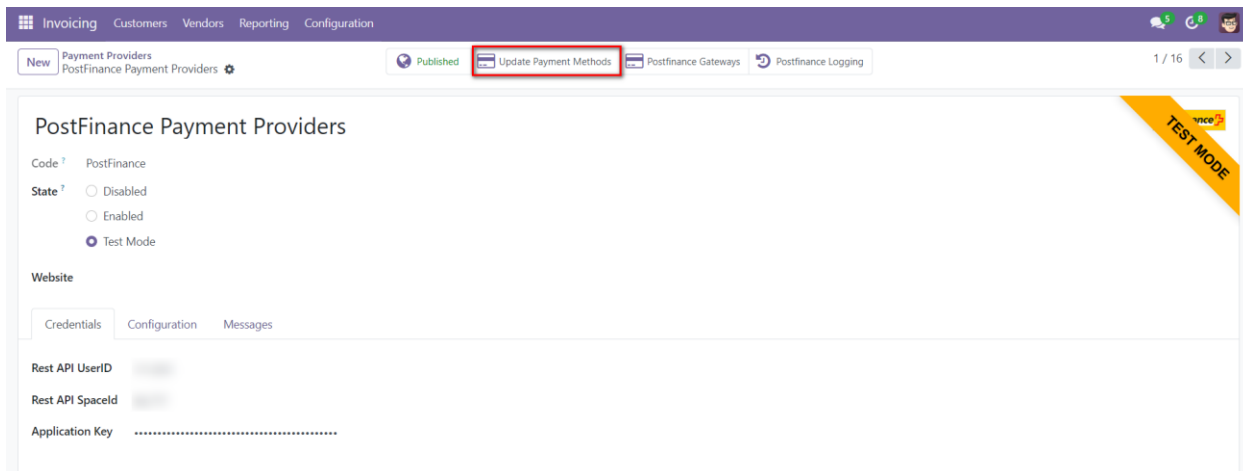 Invoicing Customers Vendors Reporting Configuration 5 8
New Payment Providers
PostFinance Payment Providers
Published Update Payment Methods Postfinance Gateways Postfinance Logging 1 / 16
PostFinance Payment Providers
TEST MODE
Code ? PostFinance
State ? Disabled
Enabled
Test Mode
Website
Credentials Configuration Messages
Rest API UserID
Rest API SpaceId
Application Key